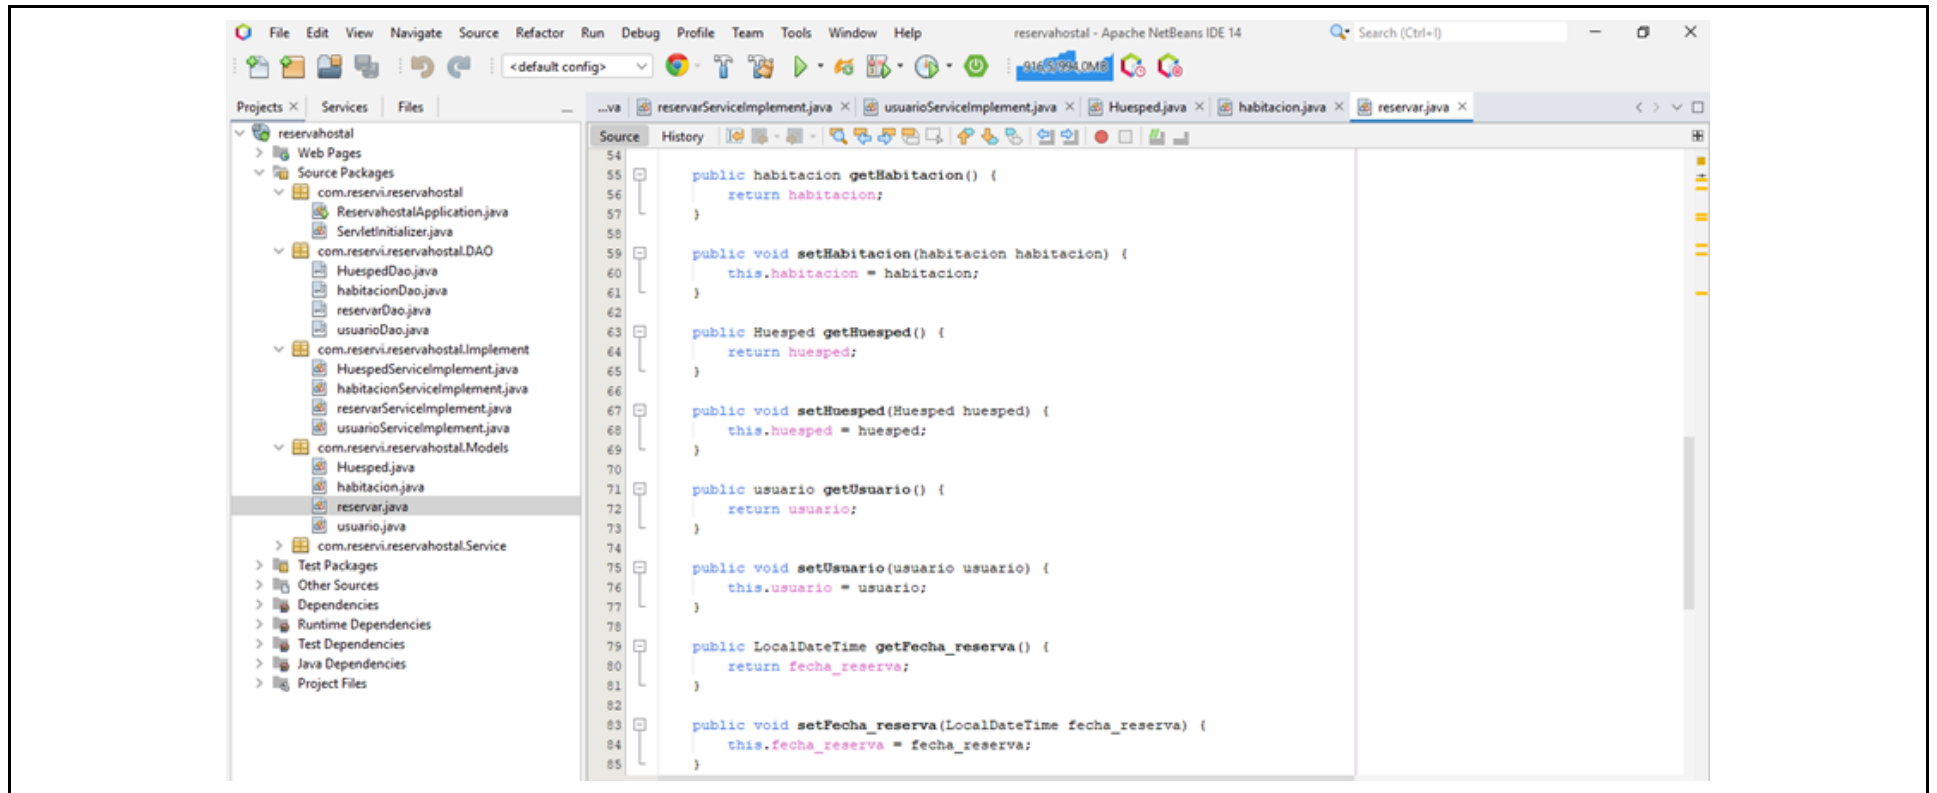 File Edit View Navigate Source Refactor Run Debug Profile Team Tools Window Help reservahostal - Apache NetBeans IDE 14 Search (Ctrl+I)
<default config> 916,5/994,0MB
Projects Services Files
...va reservarServiceImplement.java usuarioServiceImplement.java Huesped.java habitacion.java reservar.java
Source History
reservahostal
Web Pages
Source Packages
com.reservi.reservahostal
ReservahostalApplication.java
ServletInitializer.java
com.reservi.reservahostal.DAO
HuespedDao.java
habitacionDao.java
reservarDao.java
usuarioDao.java
com.reservi.reservahostal.Implement
HuespedServiceImplement.java
habitacionServiceImplement.java
reservarServiceImplement.java
usuarioServiceImplement.java
com.reservi.reservahostal.Models
Huesped.java
habitacion.java
reservar.java
usuario.java
com.reservi.reservahostal.Service
Test Packages
Other Sources
Dependencies
Runtime Dependencies
Test Dependencies
Java Dependencies
Project Files
54
55 public habitacion getHabitacion() {
56 return habitacion;
57 }
58
59 public void setHabitacion(habitacion habitacion) {
60 this.habitacion = habitacion;
61 }
62
63 public Huesped getHuesped() {
64 return huesped;
65 }
66
67 public void setHuesped(Huesped huesped) {
68 this.huesped = huesped;
69 }
70
71 public usuario getUsuario() {
72 return usuario;
73 }
74
75 public void setUsuario(usuario usuario) {
76 this.usuario = usuario;
77 }
78
79 public LocalDateTime getFecha_reserva() {
80 return fecha_reserva;
81 }
82
83 public void setFecha_reserva(LocalDateTime fecha_reserva) {
84 this.fecha_reserva = fecha_reserva;
85 }